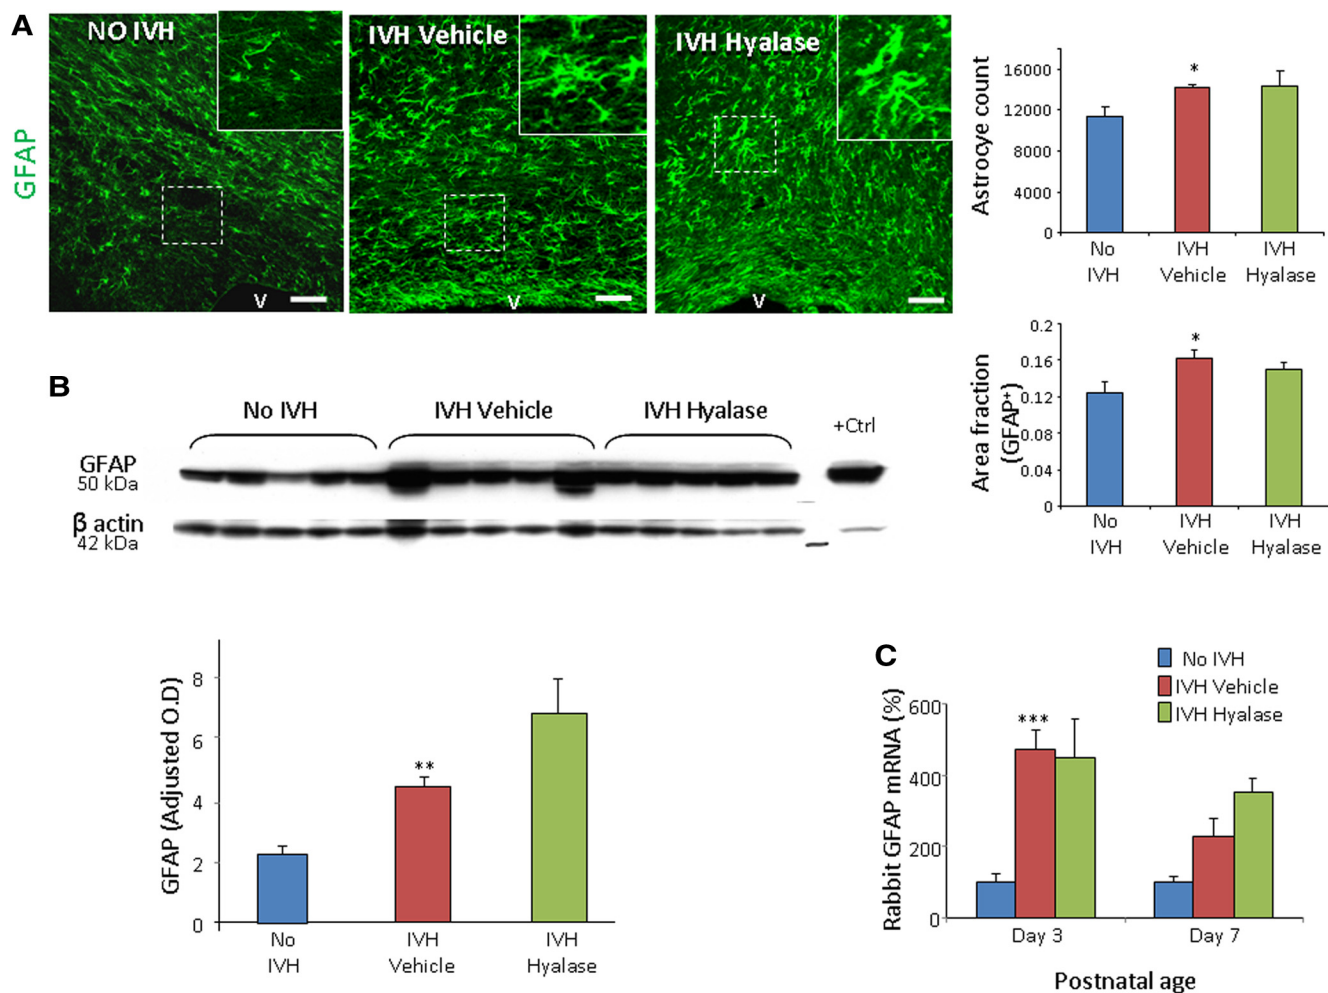 A
NO IVH
IVH Vehicle
IVH Hyalase
GFAP
V
V
V
Astrocye count
16000
12000
8000
4000
0
*
No
IVH
IVH
Vehicle
IVH
Hyalase
Area fraction
(GFAP+)
0.2
0.16
0.12
0.08
0.04
0
*
No
IVH
IVH
Vehicle
IVH
Hyalase
B
No IVH
IVH Vehicle
IVH Hyalase
+Ctrl
GFAP
50 kDa
β actin
42 kDa
GFAP (Adjusted O.D)
8
6
4
2
0
**
No
IVH
IVH
Vehicle
IVH
Hyalase
C
No IVH
IVH Vehicle
IVH Hyalase
Rabbit GFAP mRNA (%)
600
400
200
0
***
Day 3
Day 7
Postnatal age